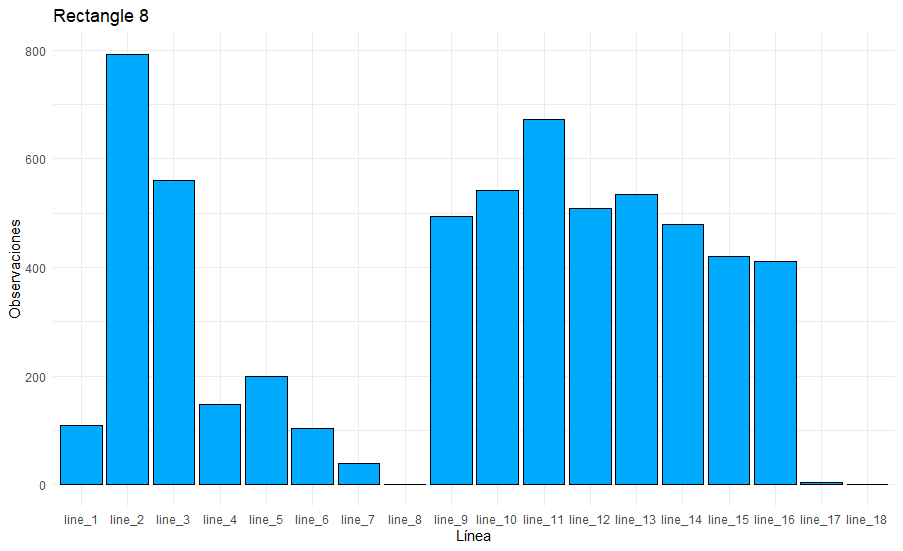 Rectangle 8
800
600
400
200
0
Observaciones
line_1 line_2 line_3 line_4 line_5 line_6 line_7 line_8 line_9 line_10 line_11 line_12 line_13 line_14 line_15 line_16 line_17 line_18
Línea